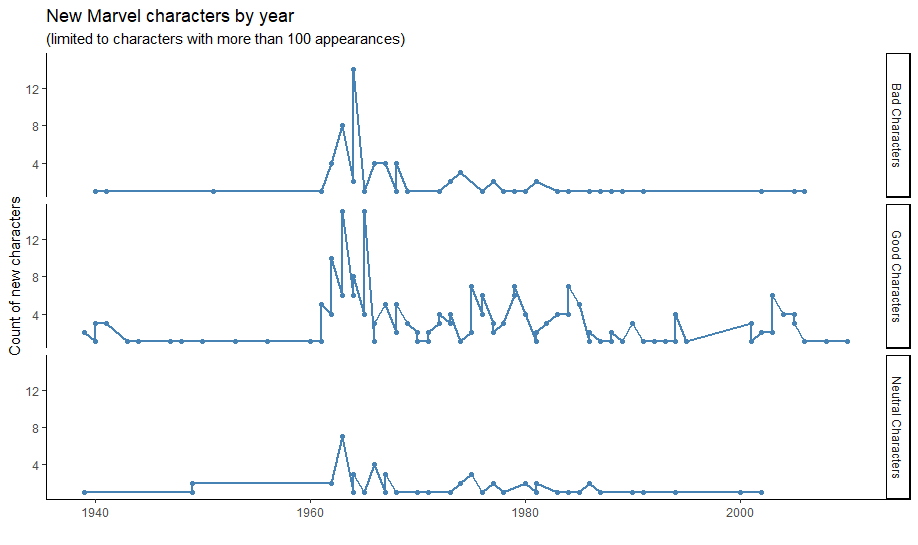 New Marvel characters by year
(limited to characters with more than 100 appearances)
Count of new characters
12
8
4
Bad Characters
12
8
4
Good Characters
12
8
4
Neutral Characters
1940 1960 1980 2000